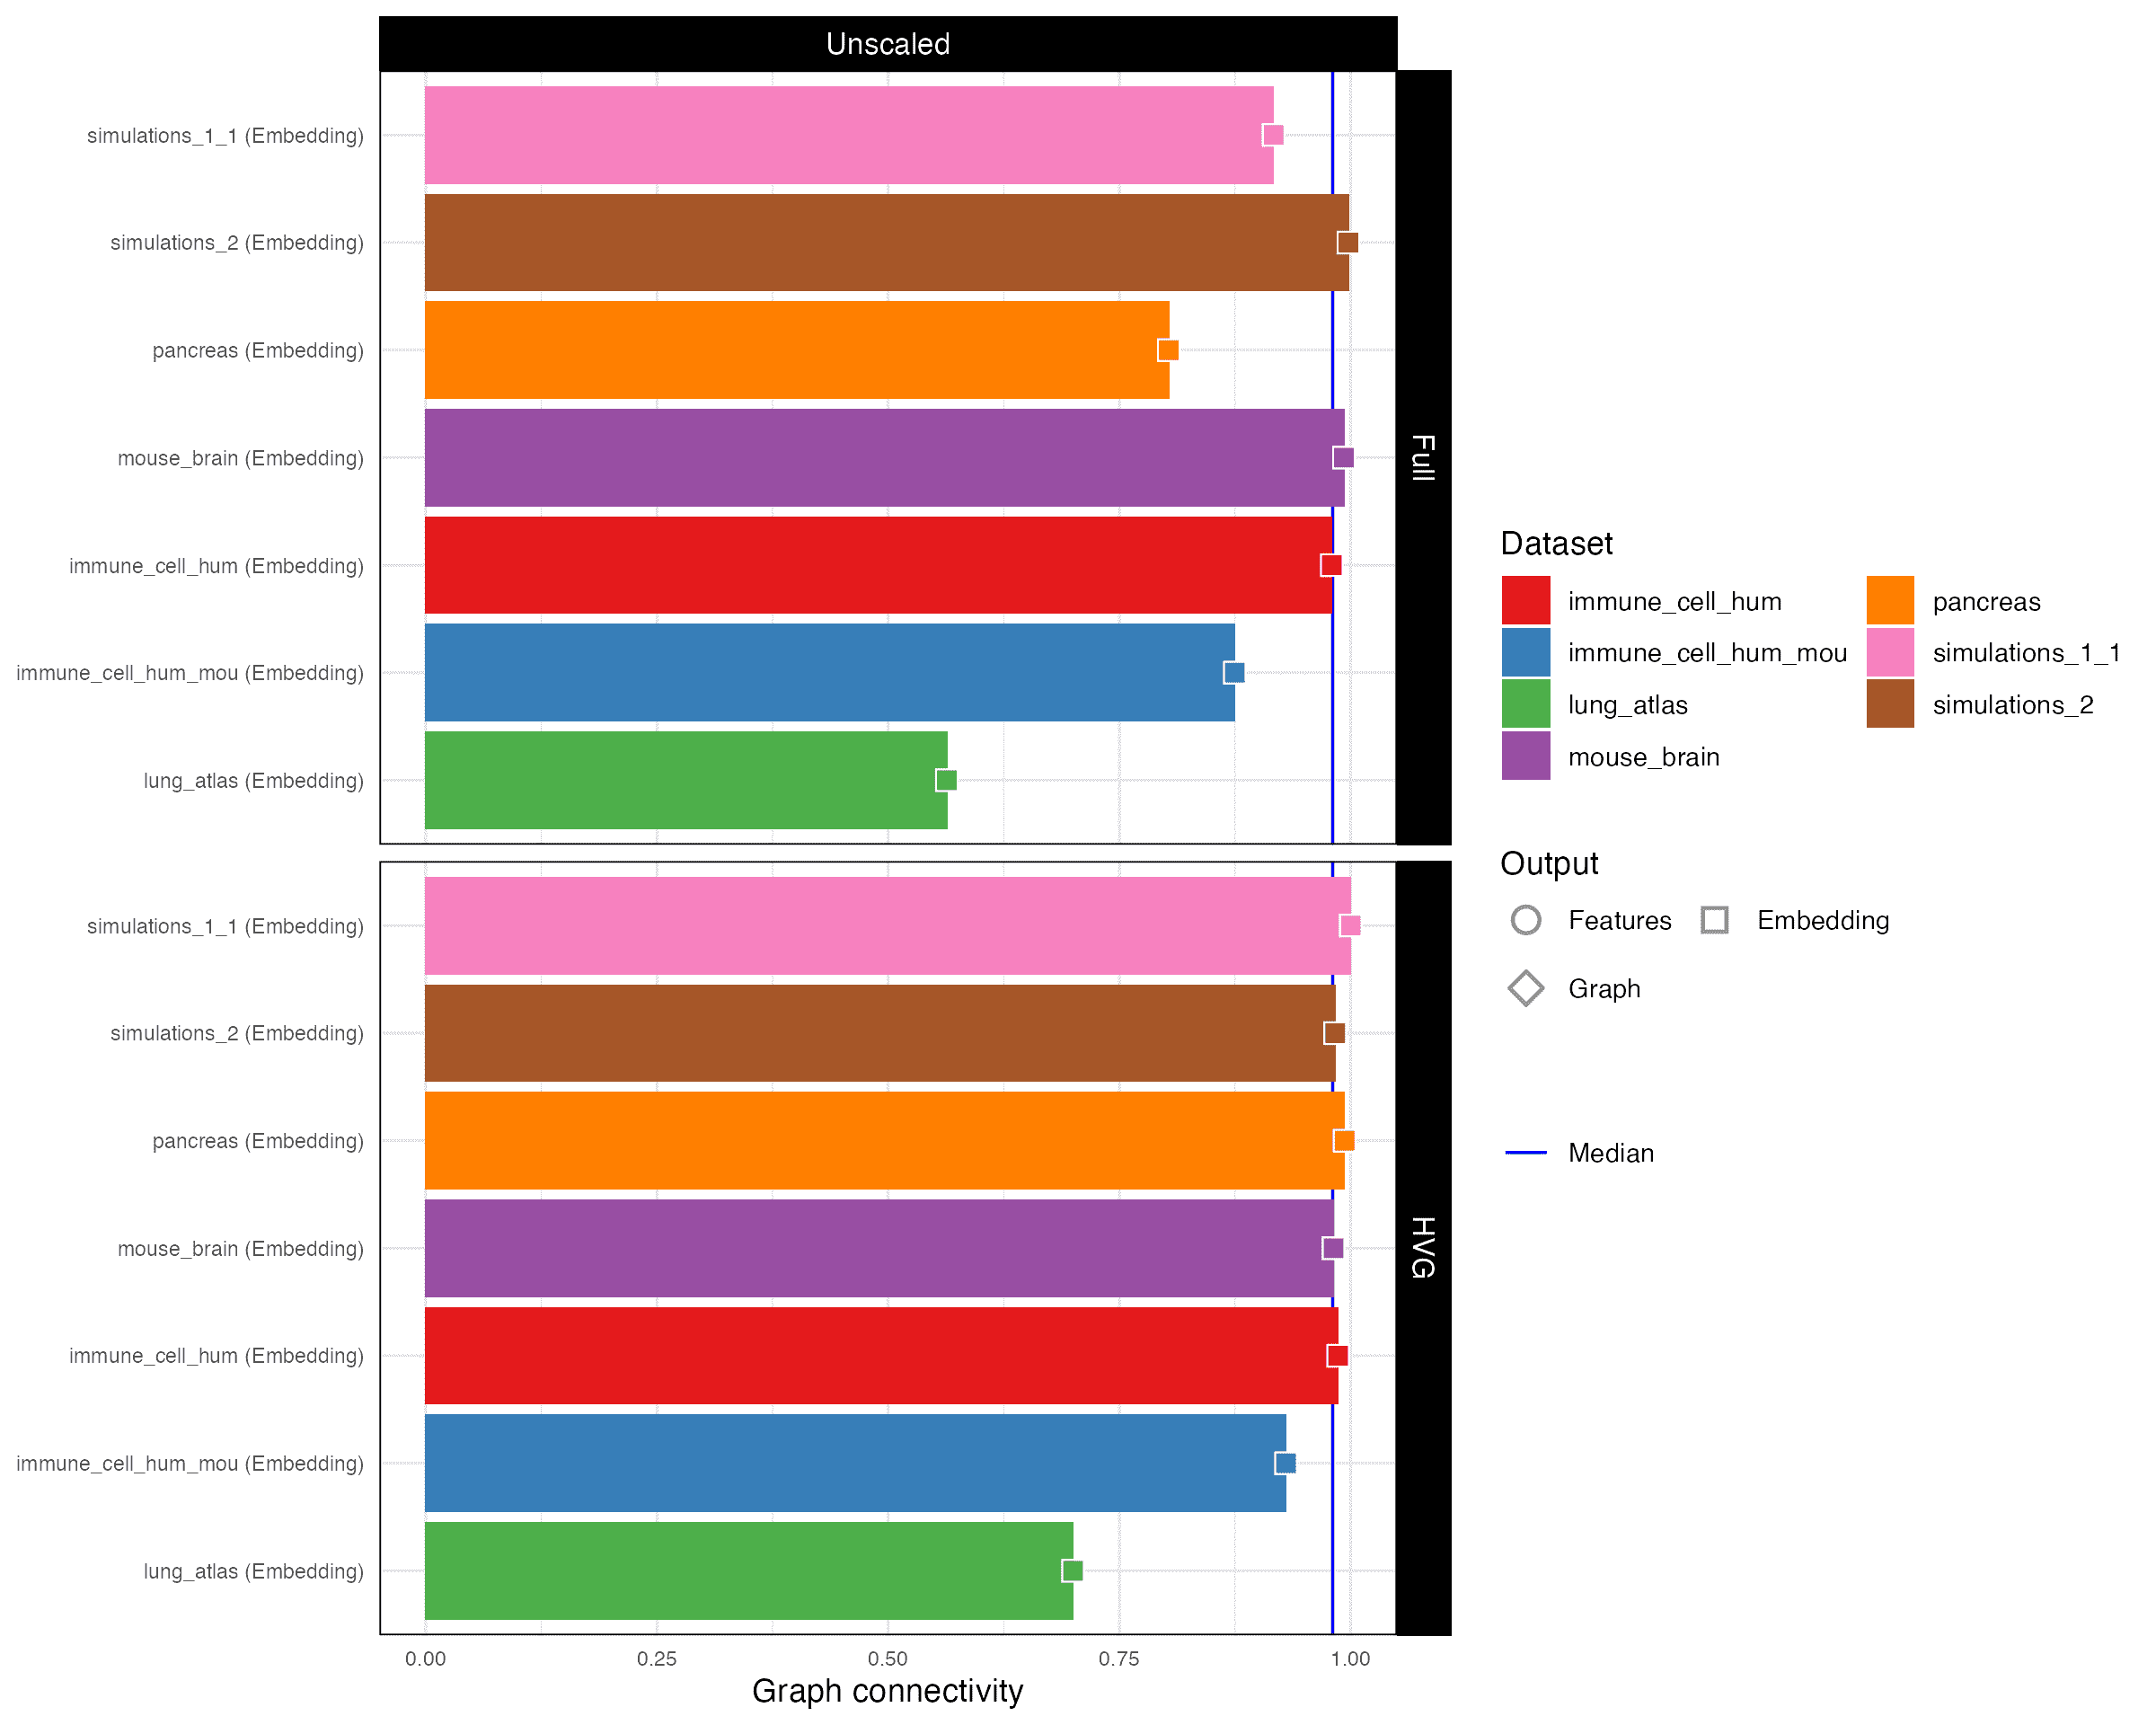 Unscaled
simulations_1_1 (Embedding)
simulations_2 (Embedding)
pancreas (Embedding)
mouse_brain (Embedding)
immune_cell_hum (Embedding)
immune_cell_hum_mou (Embedding)
lung_atlas (Embedding)
Full
simulations_1_1 (Embedding)
simulations_2 (Embedding)
pancreas (Embedding)
mouse_brain (Embedding)
immune_cell_hum (Embedding)
immune_cell_hum_mou (Embedding)
lung_atlas (Embedding)
HVG
0.00 0.25 0.50 0.75 1.00
Graph connectivity
Dataset
immune_cell_hum pancreas
immune_cell_hum_mou simulations_1_1
lung_atlas simulations_2
mouse_brain
Output
Features Embedding
Graph
Median